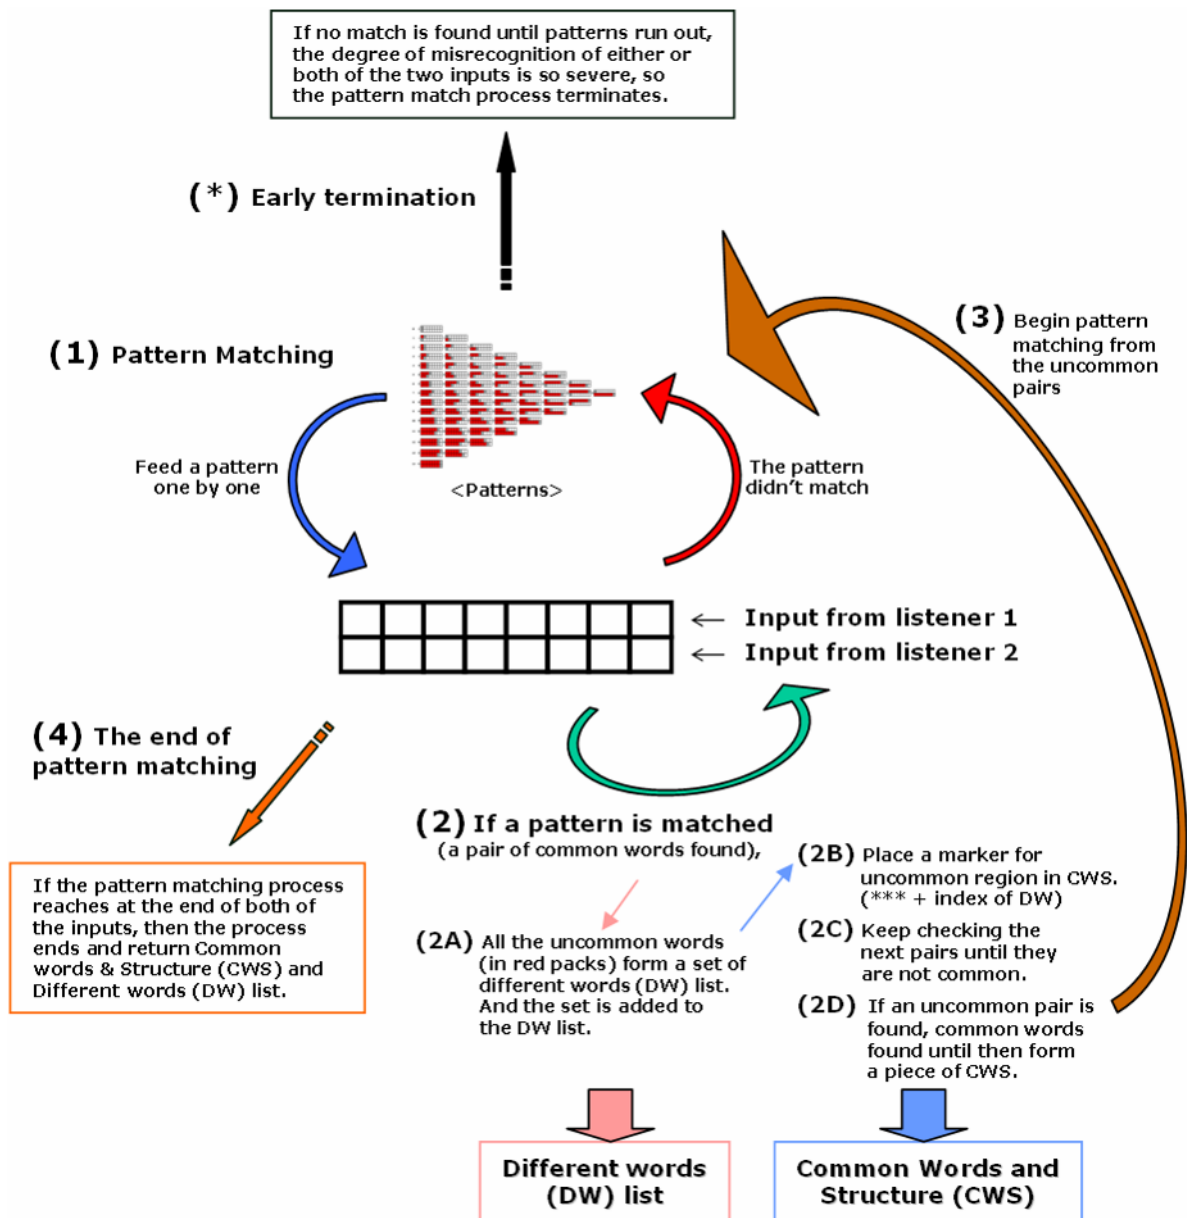 If no match is found until patterns run out,
the degree of misrecognition of either or
both of the two inputs is so severe, so
the pattern match process terminates.
(*) Early termination
(1) Pattern Matching
(3) Begin pattern
matching from
the uncommon
pairs
Feed a pattern
one by one
<Patterns>
The pattern
didn't match
← Input from listener 1
← Input from listener 2
(4) The end of
pattern matching
If the pattern matching process
reaches at the end of both of
the inputs, then the process
ends and return Common
words & Structure (CWS) and
Different words (DW) list.
(2) If a pattern is matched
(a pair of common words found),
(2A) All the uncommon words
(in red packs) form a set of
different words (DW) list.
And the set is added to
the DW list.
(2B) Place a marker for
uncommon region in CWS.
(*** + index of DW)
(2C) Keep checking the
next pairs until they
are not common.
(2D) If an uncommon pair is
found, common words
found until then form
a piece of CWS.
Different words
(DW) list
Common Words and
Structure (CWS)